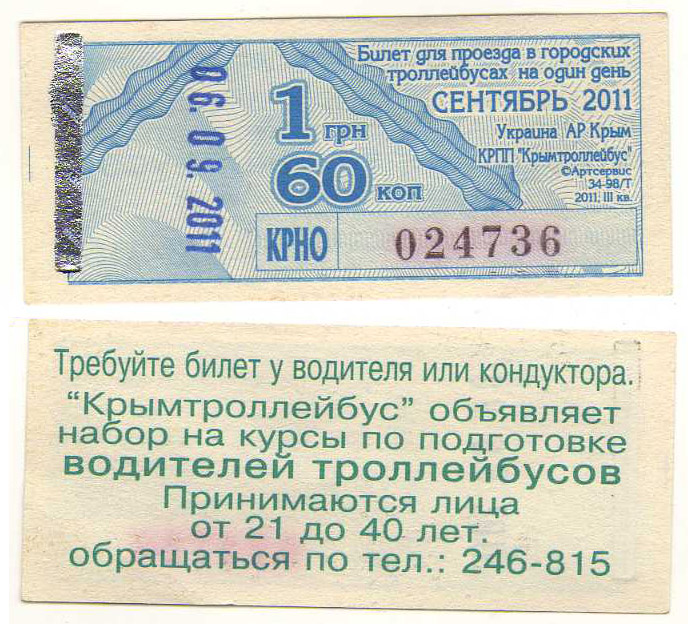 Билет для проезда в городских
троллейбусах на один день
СЕНТЯБРЬ 2011
Украина АР Крым
КРПП "Крымтроллейбус"
©Артсервис
34-98/Т
2011, III кв.
06.09.2011
1 грн
60 коп
КРНО 024736
Требуйте билет у водителя или кондуктора.
“Крымтроллейбус” объявляет
набор на курсы по подготовке
водителей троллейбусов
Принимаются лица
от 21 до 40 лет.
обращаться по тел.: 246-815